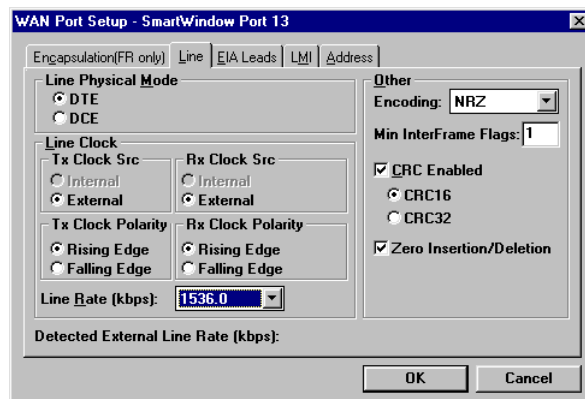 WAN Port Setup - SmartWindow Port 13
Encapsulation(FR only) Line EIA Leads LMI Address
Line Physical Mode
DTE
DCE
Line Clock
Tx Clock Src
Internal
External
Rx Clock Src
Internal
External
Tx Clock Polarity
Rising Edge
Falling Edge
Rx Clock Polarity
Rising Edge
Falling Edge
Line Rate (kbps): 1536.0
Detected External Line Rate (kbps):
Other
Encoding: NRZ
Min InterFrame Flags: 1
CRC Enabled
CRC16
CRC32
Zero Insertion/Deletion
OK Cancel